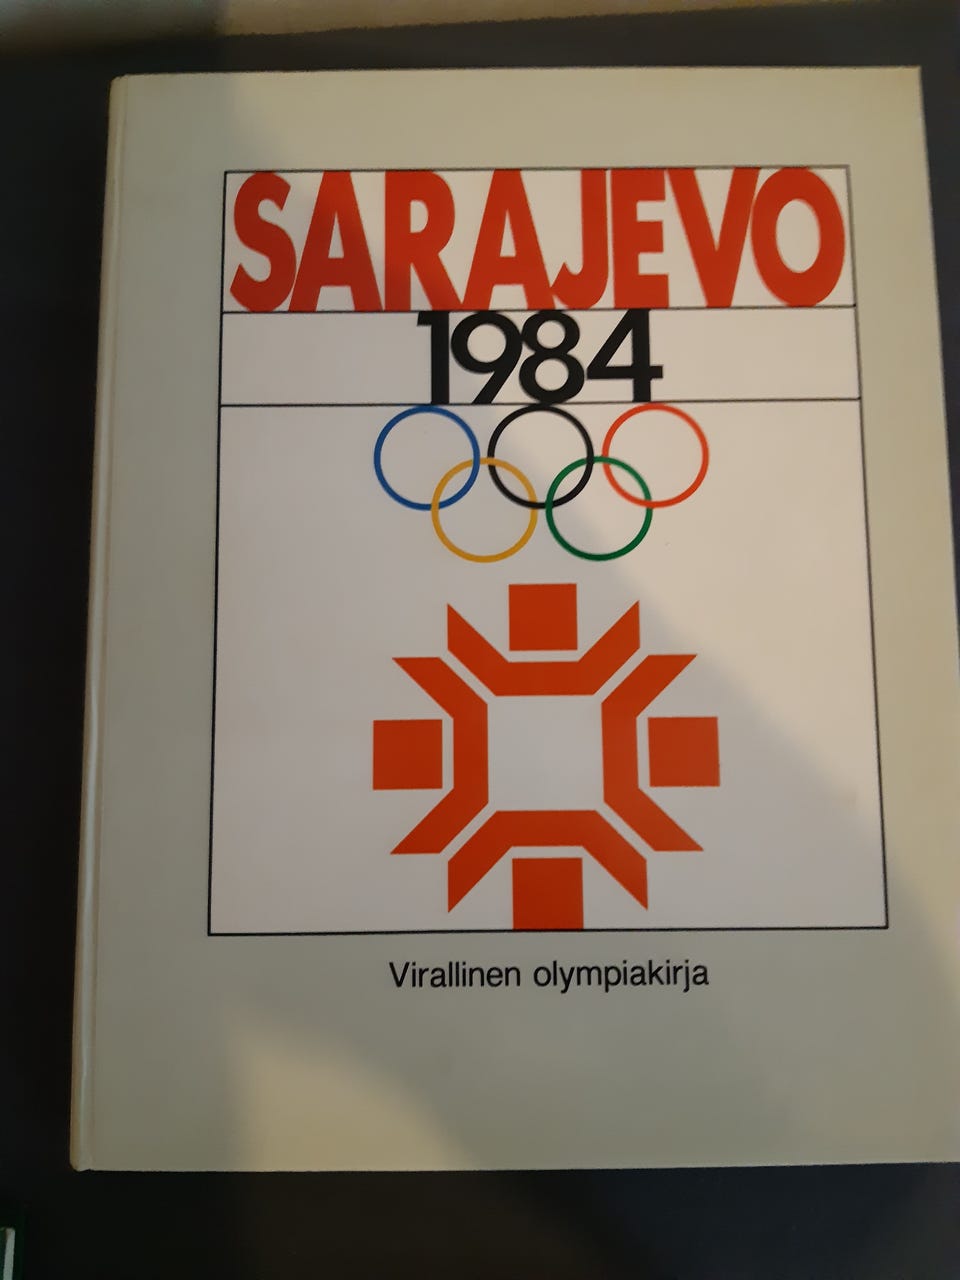 SARAJEVO
1984
Virallinen olympiakirja